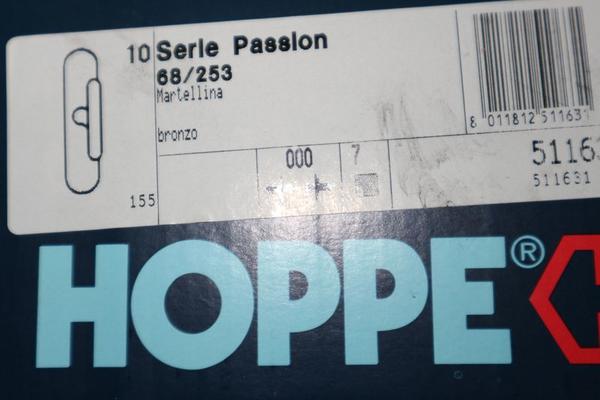 10 Serie Passion
68/253
Martellina
bronzo
8 011812 511631
000
7
511631
155
HOPPE®